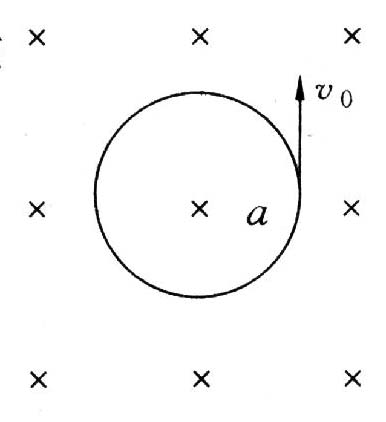 × × ×
v₀
× × a ×
× × ×